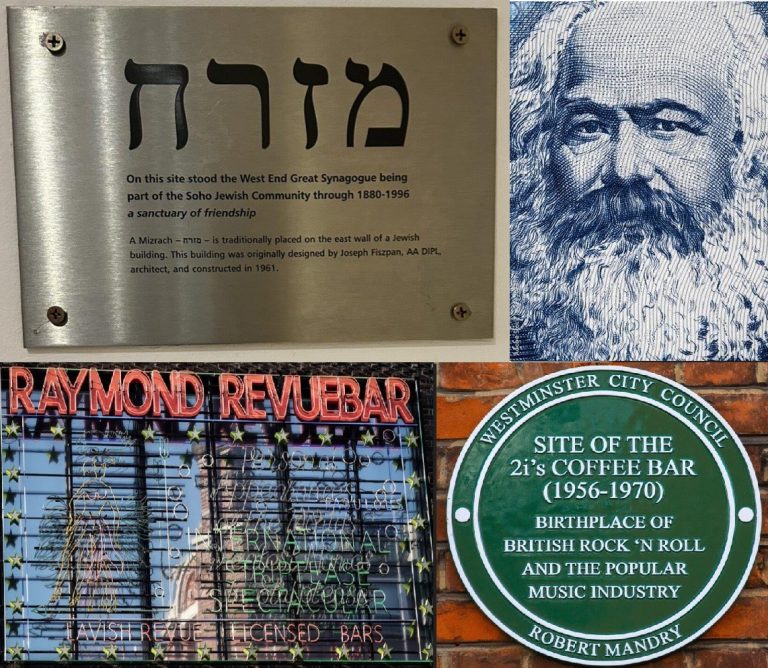 מזרח
On this site stood the West End Great Synagogue being
part of the Soho Jewish Community through 1880-1996
a sanctuary of friendship
A Mizrach – מזרח – is traditionally placed on the east wall of a Jewish
building. This building was originally designed by Joseph Fiszpan, AA DIPL,
architect, and constructed in 1961.
RAYMOND REVUEBAR
INTERNATIONAL
SPECTACULAR
LAVISH REVUE LICENSED BARS
WESTMINSTER CITY COUNCIL
SITE OF THE
2i's COFFEE BAR
(1956-1970)
BIRTHPLACE OF
BRITISH ROCK 'N ROLL
AND THE POPULAR
MUSIC INDUSTRY
ROBERT MANDRY